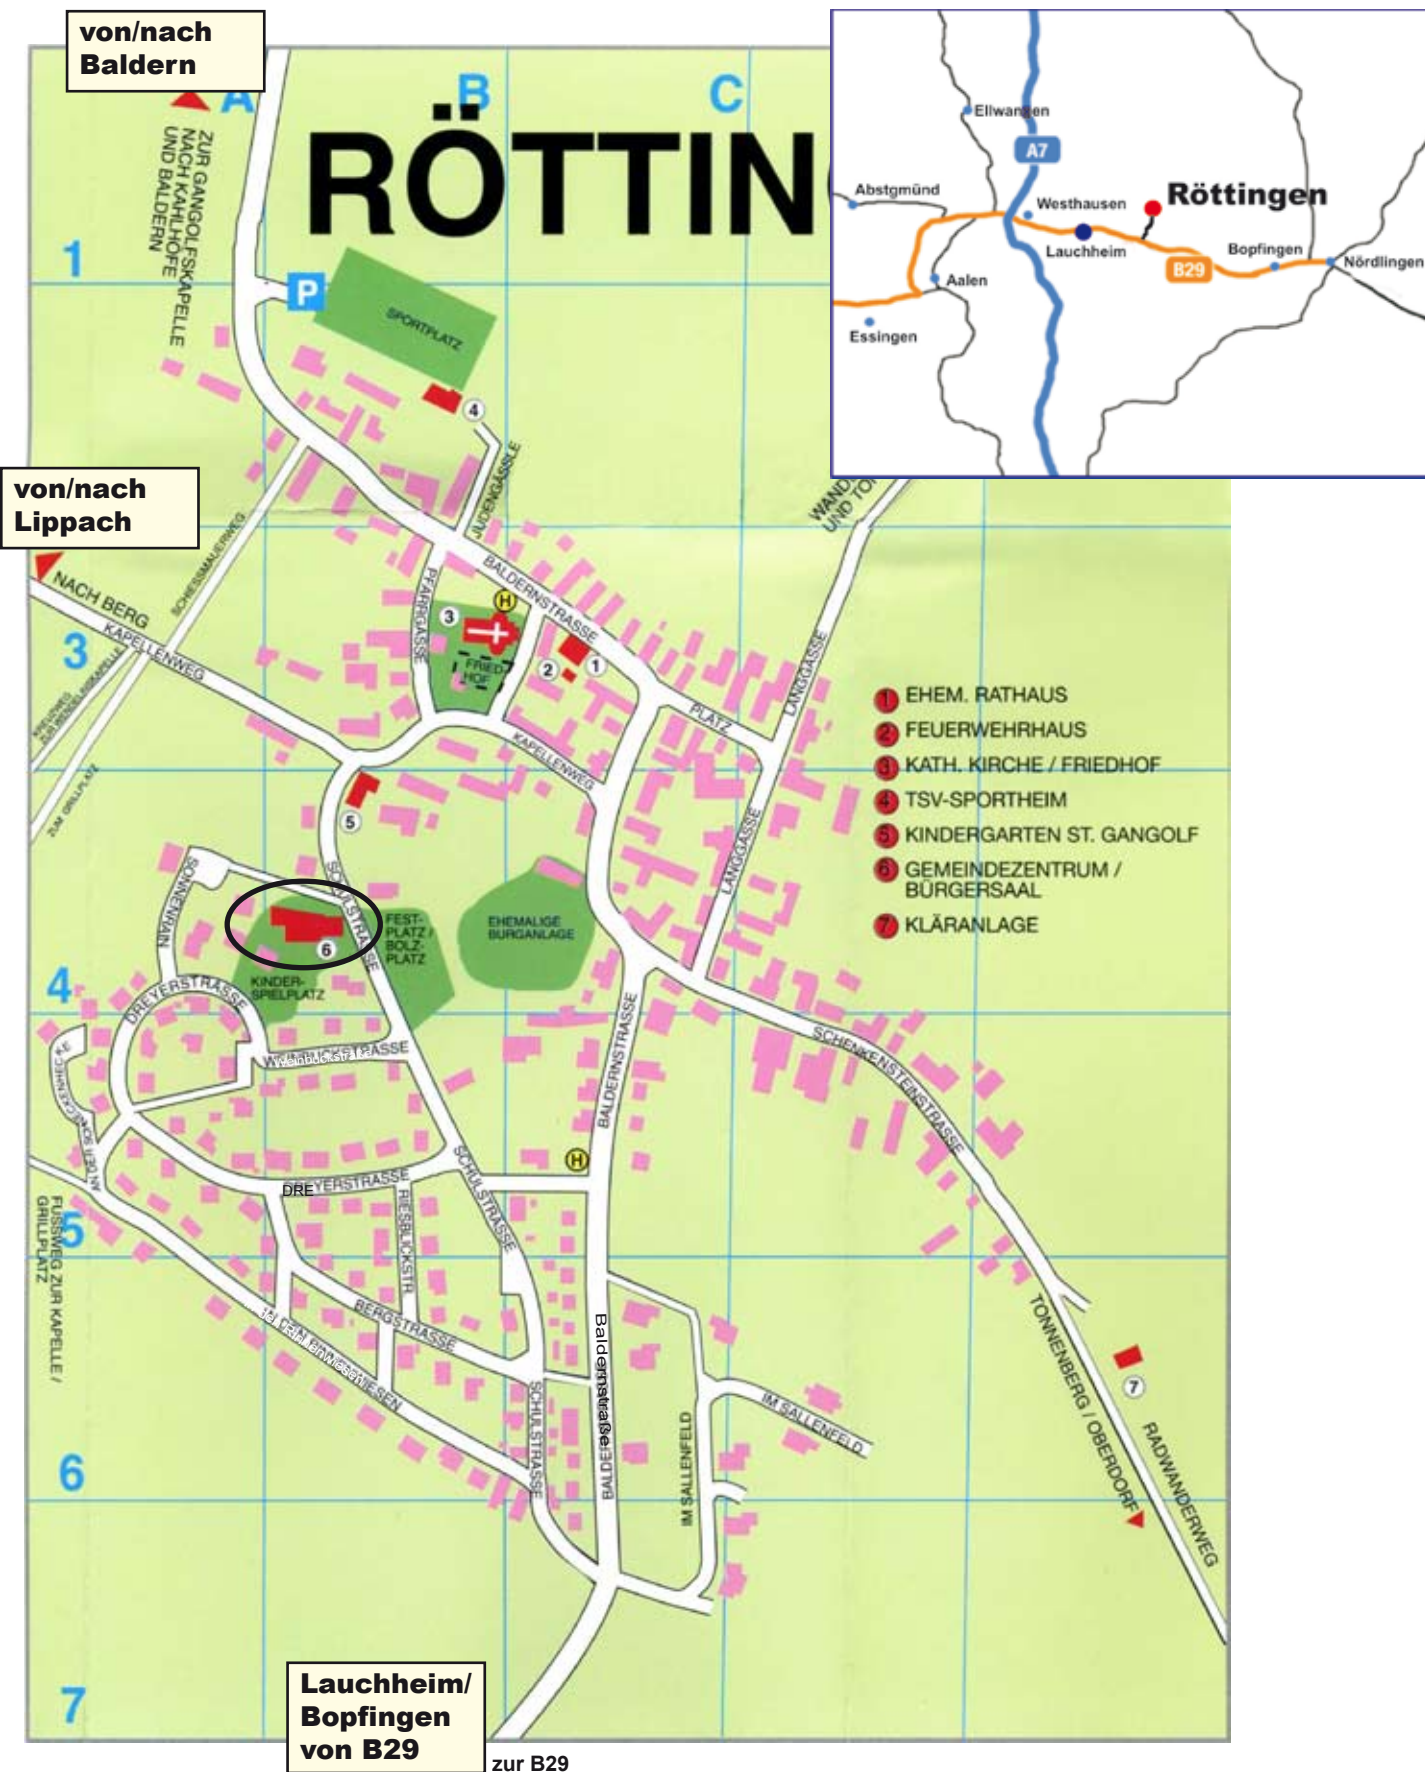 von/nach
Baldern
A
B
C
RÖTTIN
ZUR GANGOLFSKAPELLE
NACH KAHLHÖFE
UND BALDERN
1
P
SPORTPLATZ
4
JUDENGÄSSLE
Ellwangen
A7
Abstgmünd
Westhausen
Röttingen
Lauchheim
Bopfingen
B29
Nördlingen
Aalen
Essingen
von/nach
Lippach
SCHIESSMAUERWEG
NACH BERG
KAPELLENWEG
3
ZUM GRILLPLATZ
PFARRGASSE
BALDERNSTRASSE
H
3
FRIED-
HOF
2
1
PLATZ
LANGGASSE
KAPELLENWEG
LANGGASSE
5
1 EHEM. RATHAUS
2 FEUERWEHRHAUS
3 KATH. KIRCHE / FRIEDHOF
4 TSV-SPORTHEIM
5 KINDERGARTEN ST. GANGOLF
6 GEMEINDEZENTRUM /
BÜRGERSAAL
7 KLÄRANLAGE
SONNENRAIN
SCHULSTRASSE
6
FEST-
PLATZ /
BOLZ-
PLATZ
EHEMALIGE
BURGANLAGE
KINDER-
SPIELPLATZ
4
DREYERSTRASSE
BALDERNSTRASSE
SCHENKENSTEINSTRASSE
H
SCHULSTRASSE
DREYERSTRASSE
RIESBLICKSTR.
5
FUSSWEG ZUR KAPELLE /
GRILLPLATZ
BERGSTRASSE
SCHULSTRASSE
Baldernstraße
IM SALLENFELD
IM SALLENFELD
TONNENBERG / OBERDORF
7
RADWANDERWEG
6
7
Lauchheim/
Bopfingen
von B29
zur B29